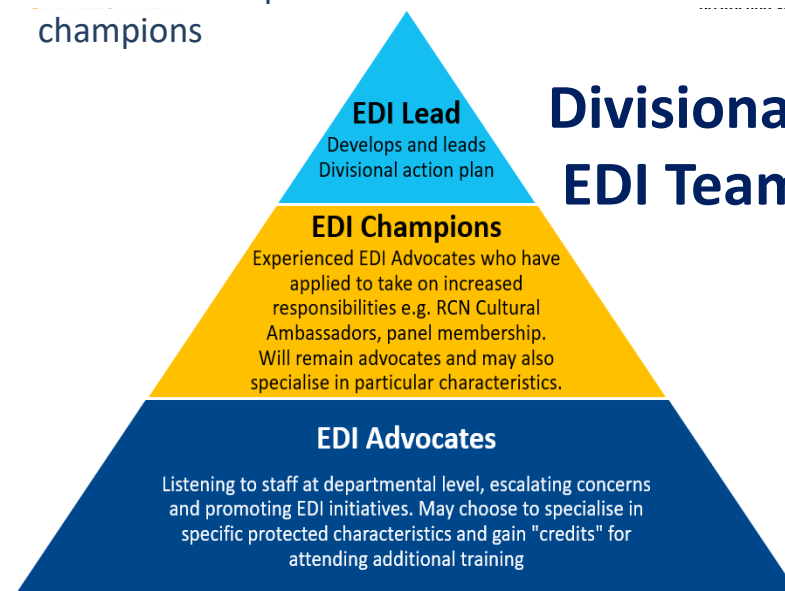 champions
Divisiona
EDI Team
EDI Lead
Develops and leads
Divisional action plan
EDI Champions
Experienced EDI Advocates who have
applied to take on increased
responsibilities e.g. RCN Cultural
Ambassadors, panel membership.
Will remain advocates and may also
specialise in particular characteristics.
EDI Advocates
Listening to staff at departmental level, escalating concerns
and promoting EDI initiatives. May choose to specialise in
specific protected characteristics and gain "credits" for
attending additional training